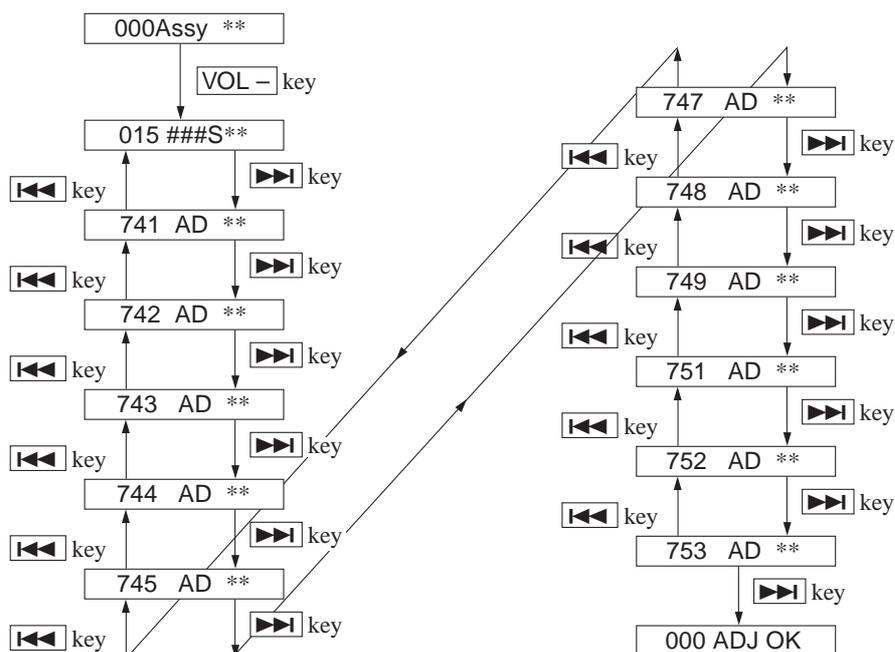 000Assy **
VOL – key
015 ###S**
key
key
741 AD **
key
key
742 AD **
key
key
743 AD **
key
key
744 AD **
key
key
745 AD **
key
key
747 AD **
key
key
748 AD **
key
key
749 AD **
key
key
751 AD **
key
key
752 AD **
key
key
753 AD **
key
000 ADJ OK